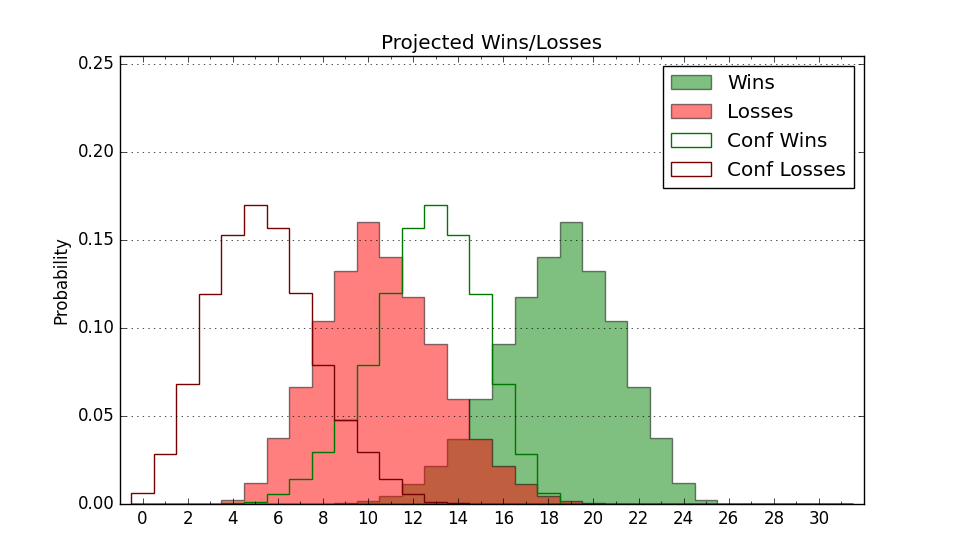 Projected Wins/Losses
0.25
0.20
0.15
0.10
0.05
0.00
Probability
Wins
Losses
Conf Wins
Conf Losses
0 2 4 6 8 10 12 14 16 18 20 22 24 26 28 30